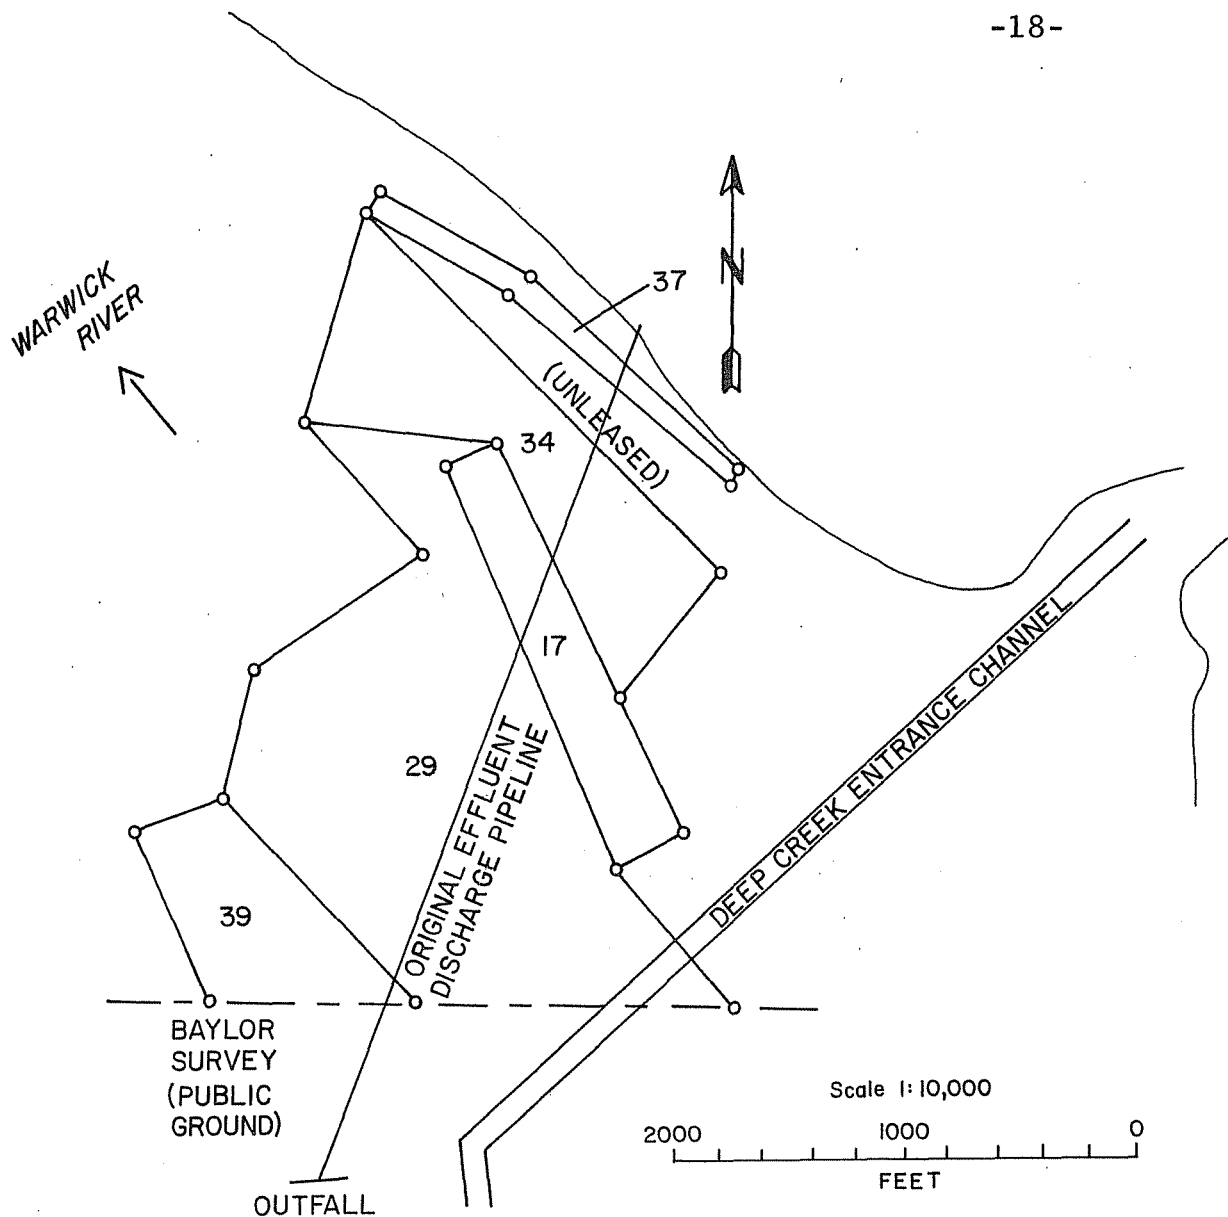 -18-
WARWICK
RIVER
N
37
(UNLEASED)
34
17
29
ORIGINAL EFFLUENT
DISCHARGE PIPELINE
DEEP CREEK ENTRANCE CHANNEL
39
BAYLOR
SURVEY
(PUBLIC
GROUND)
OUTFALL
Scale 1:10,000
2000 1000 0
FEET